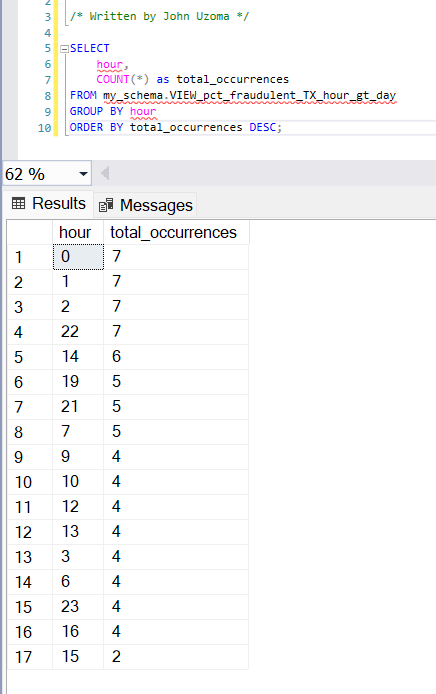 2
3 /* Written by John Uzoma */
4
5 SELECT
6 hour,
7 COUNT(*) as total_occurrences
8 FROM my_schema.VIEW_pct_fraudulent_TX_hour_gt_day
9 GROUP BY hour
10 ORDER BY total_occurrences DESC;
62 %
Results Messages
hour total_occurrences
1 0 7
2 1 7
3 2 7
4 22 7
5 14 6
6 19 5
7 21 5
8 7 5
9 9 4
10 10 4
11 12 4
12 13 4
13 3 4
14 6 4
15 23 4
16 16 4
17 15 2